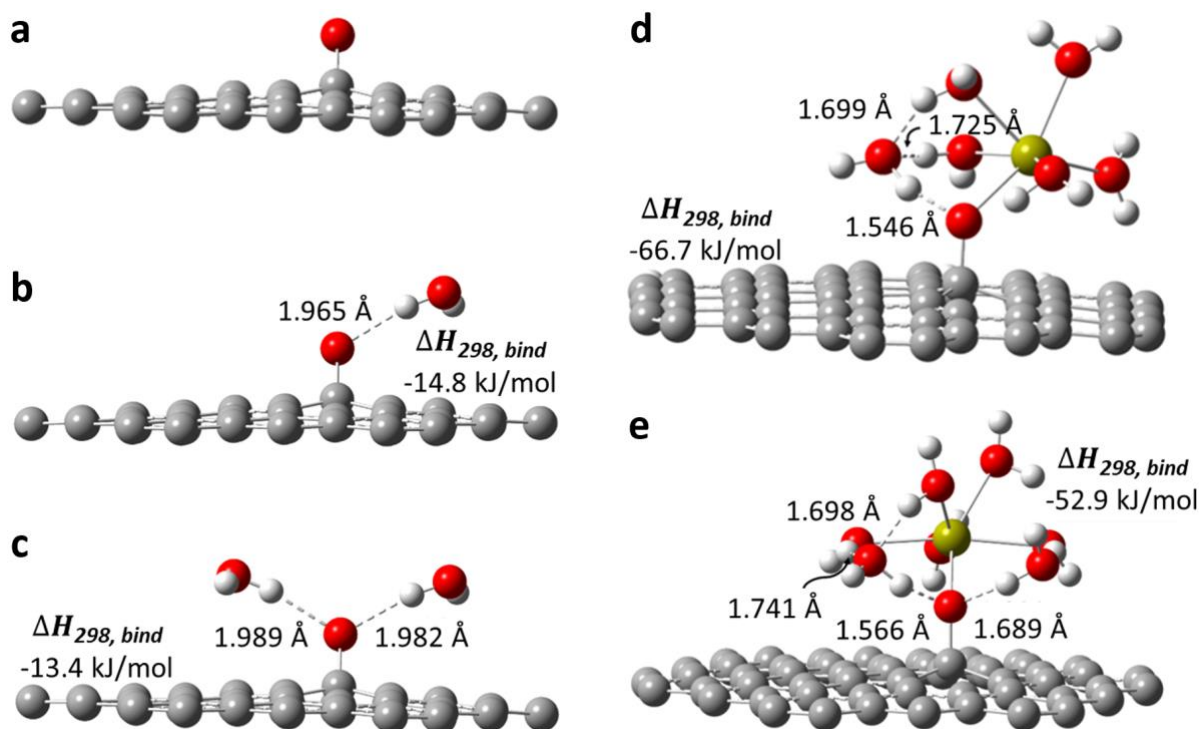 a
b
1.965 Å
ΔH298, bind
-14.8 kJ/mol
c
ΔH298, bind
-13.4 kJ/mol
1.989 Å
1.982 Å
d
1.699 Å
1.725 Å
ΔH298, bind
-66.7 kJ/mol
1.546 Å
e
ΔH298, bind
-52.9 kJ/mol
1.698 Å
1.741 Å
1.566 Å
1.689 Å